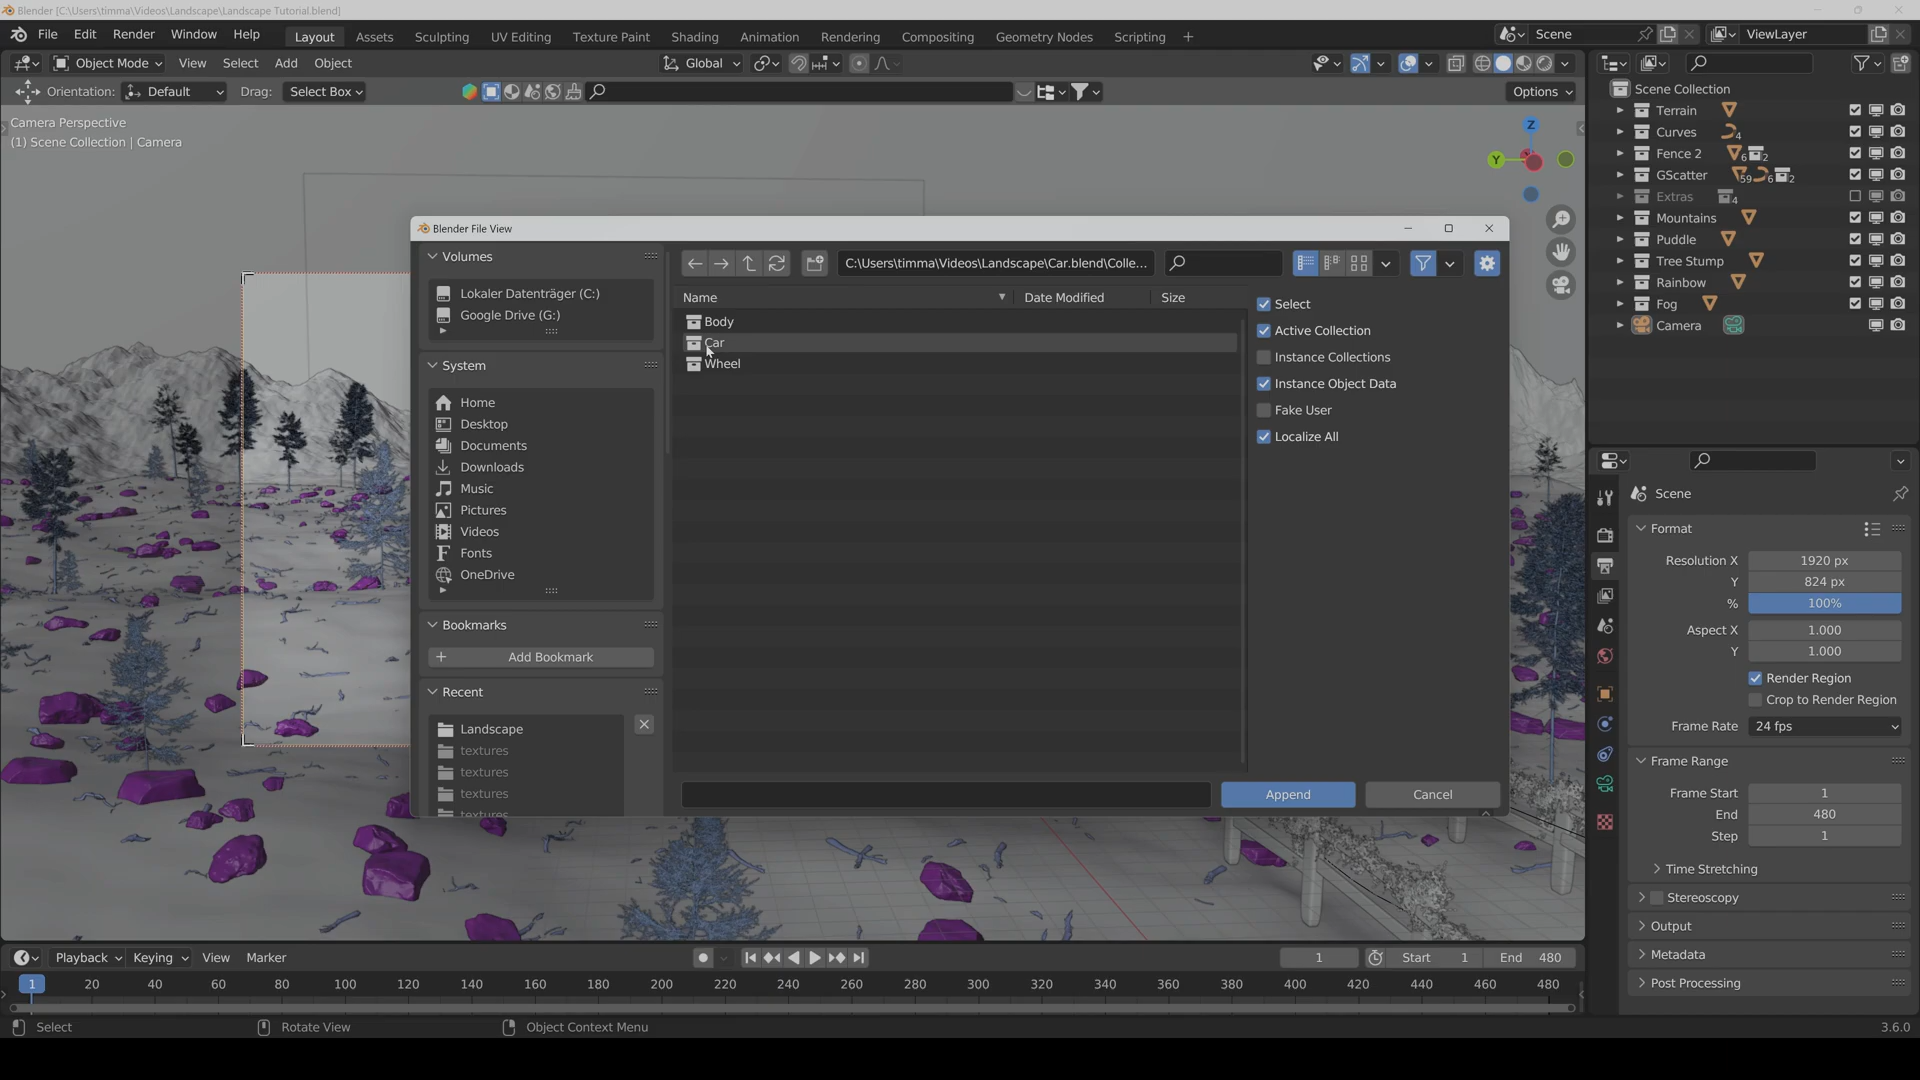 Blender [C:\Users\timma\Videos\Landscape\Landscape Tutorial.blend]
File Edit Render Window Help Layout Assets Sculpting UV Editing Texture Paint Shading Animation Rendering Compositing Geometry Nodes Scripting + Scene ViewLayer
Object Mode View Select Add Object Global
Orientation: Default Drag: Select Box Options
Camera Perspective
(1) Scene Collection | Camera
Z
Y
Scene Collection
Terrain
Curves 4
Fence 2 6 2
GScatter 59 6 2
Extras 4
Mountains
Puddle
Tree Stump
Rainbow
Fog
Camera
Blender File View
Volumes
Lokaler Datenträger (C:)
Google Drive (G:)
System
Home
Desktop
Documents
Downloads
Music
Pictures
Videos
Fonts
OneDrive
Bookmarks
Add Bookmark
Recent
Landscape
textures
textures
textures
textures
C:\Users\timma\Videos\Landscape\Car.blend\Colle...
Name Date Modified Size
Body
Car
Wheel
Select
Active Collection
Instance Collections
Instance Object Data
Fake User
Localize All
Append Cancel
Scene
Format
Resolution X 1920 px
Y 824 px
% 100%
Aspect X 1.000
Y 1.000
Render Region
Crop to Render Region
Frame Rate 24 fps
Frame Range
Frame Start 1
End 480
Step 1
Time Stretching
Stereoscopy
Output
Metadata
Post Processing
Playback Keying View Marker 1 Start 1 End 480
1 20 40 60 80 100 120 140 160 180 200 220 240 260 280 300 320 340 360 380 400 420 440 460 480
Select Rotate View Object Context Menu 3.6.0